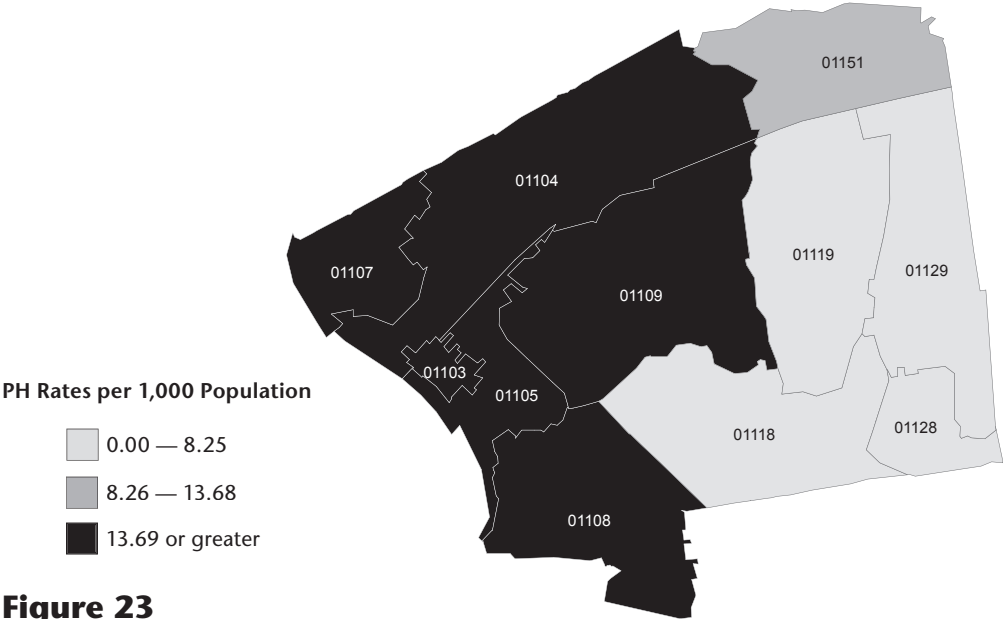 01151
01104
01119
01129
01107
01109
01103
01105
01118
01128
01108
PH Rates per 1,000 Population
0.00 — 8.25
8.26 — 13.68
13.69 or greater
Figure 23